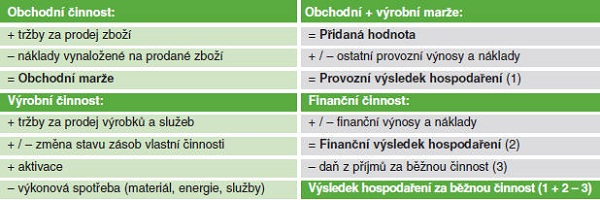 Obchodní činnost:
+ tržby za prodej zboží
– náklady vynaložené na prodané zboží
= Obchodní marže
Výrobní činnost:
+ tržby za prodej výrobků a služeb
+ / – změna stavu zásob vlastní činnosti
+ aktivace
– výkonová spotřeba (materiál, energie, služby)
Obchodní + výrobní marže:
= Přidaná hodnota
+ / – ostatní provozní výnosy a náklady
= Provozní výsledek hospodaření (1)
Finanční činnost:
+/– finanční výnosy a náklady
= Finanční výsledek hospodaření (2)
– daň z příjmů za běžnou činnost (3)
Výsledek hospodaření za běžnou činnost (1 + 2 – 3)